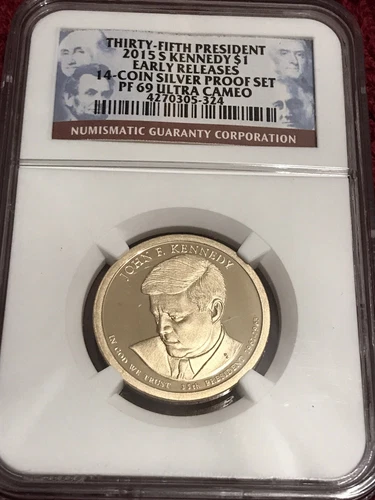 THIRTY-FIFTH PRESIDENT
2015 S KENNEDY $1
EARLY RELEASES
14-COIN SILVER PROOF SET
PF 69 ULTRA CAMEO
4270305-324
NUMISMATIC GUARANTY CORPORATION
JOHN F. KENNEDY
IN GOD WE TRUST 35TH PRESIDENT